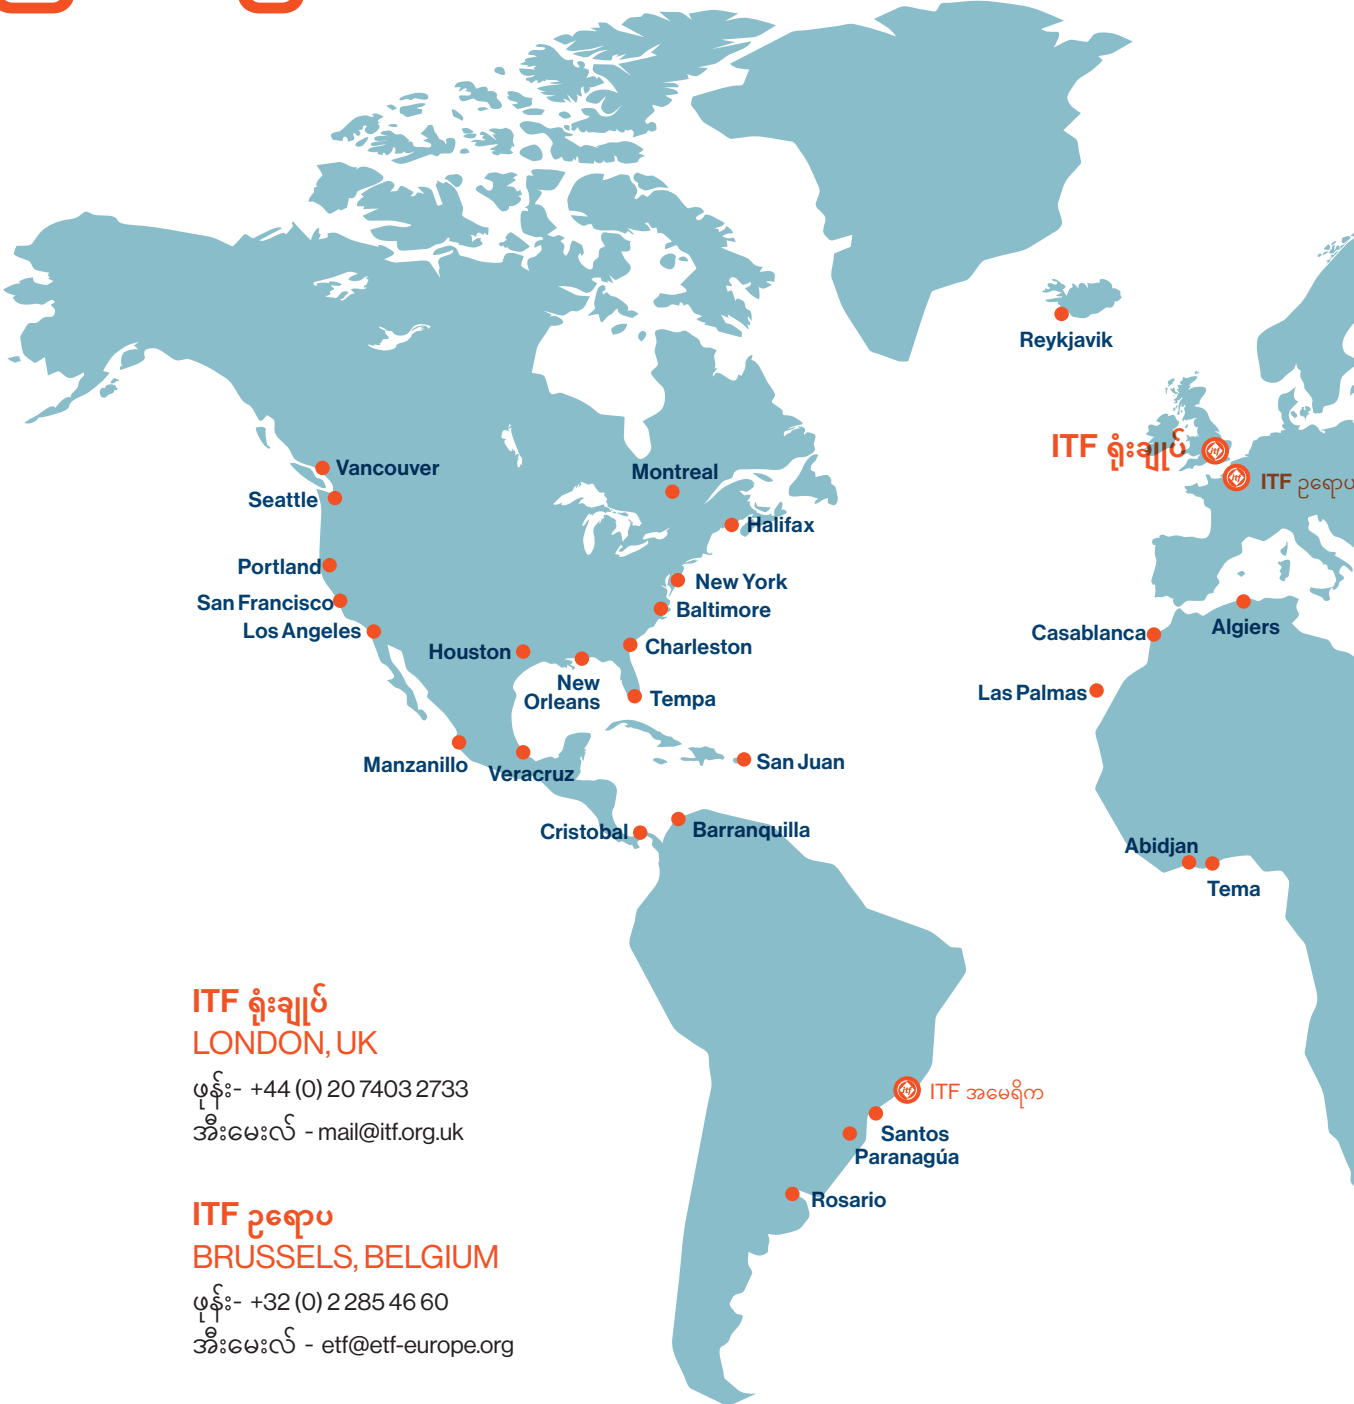 Reykjavik
ITF ရုံးချုပ်
ITF ဥရောပ
Vancouver
Seattle
Montreal
Halifax
Portland
San Francisco
Los Angeles
New York
Baltimore
Charleston
Houston
New
Orleans
Tempa
Casablanca
Algiers
Las Palmas
Manzanillo
Veracruz
San Juan
Cristobal
Barranquilla
Abidjan
Tema
ITF အမေရိက
Santos
Paranagúa
Rosario
ITF ရုံးချုပ်
LONDON, UK
ဖုန်း- +44 (0) 20 7403 2733
အီးမေးလ် - mail@itf.org.uk
ITF ဥရောပ
BRUSSELS, BELGIUM
ဖုန်း- +32 (0) 2 285 46 60
အီးမေးလ် - etf@etf-europe.org